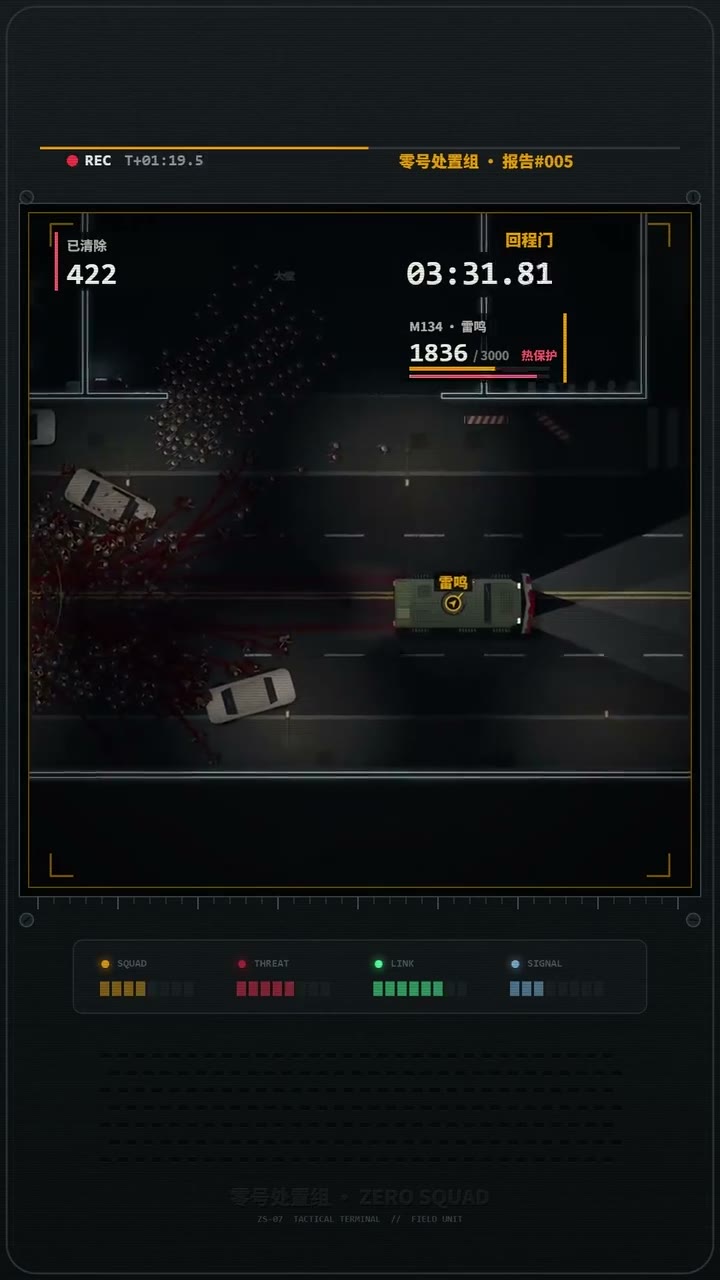 REC T+01:19.5
零号处置组 · 报告#005
已清除
422
回程门
03:31.81
大堂
M134 · 雷鸣
1836 / 3000 热保护
雷鸣
SQUAD THREAT LINK SIGNAL
零号处置组 · ZERO SQUAD
ZS-07 TACTICAL TERMINAL // FIELD UNIT